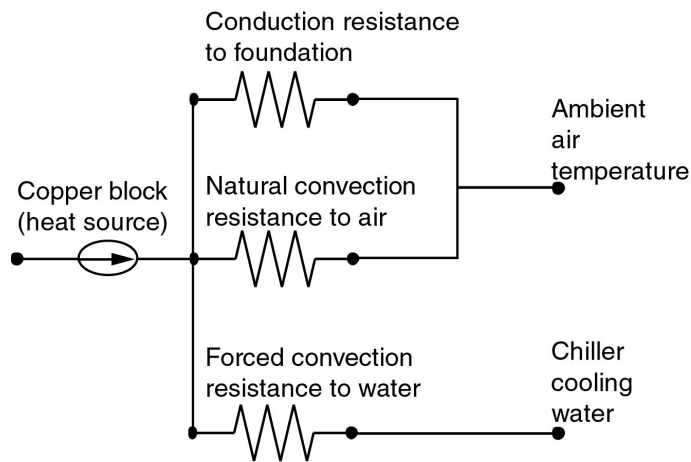 Conduction resistance
to foundation
Ambient
air
temperature
Copper block
(heat source)
Natural convection
resistance to air
Forced convection
resistance to water
Chiller
cooling
water